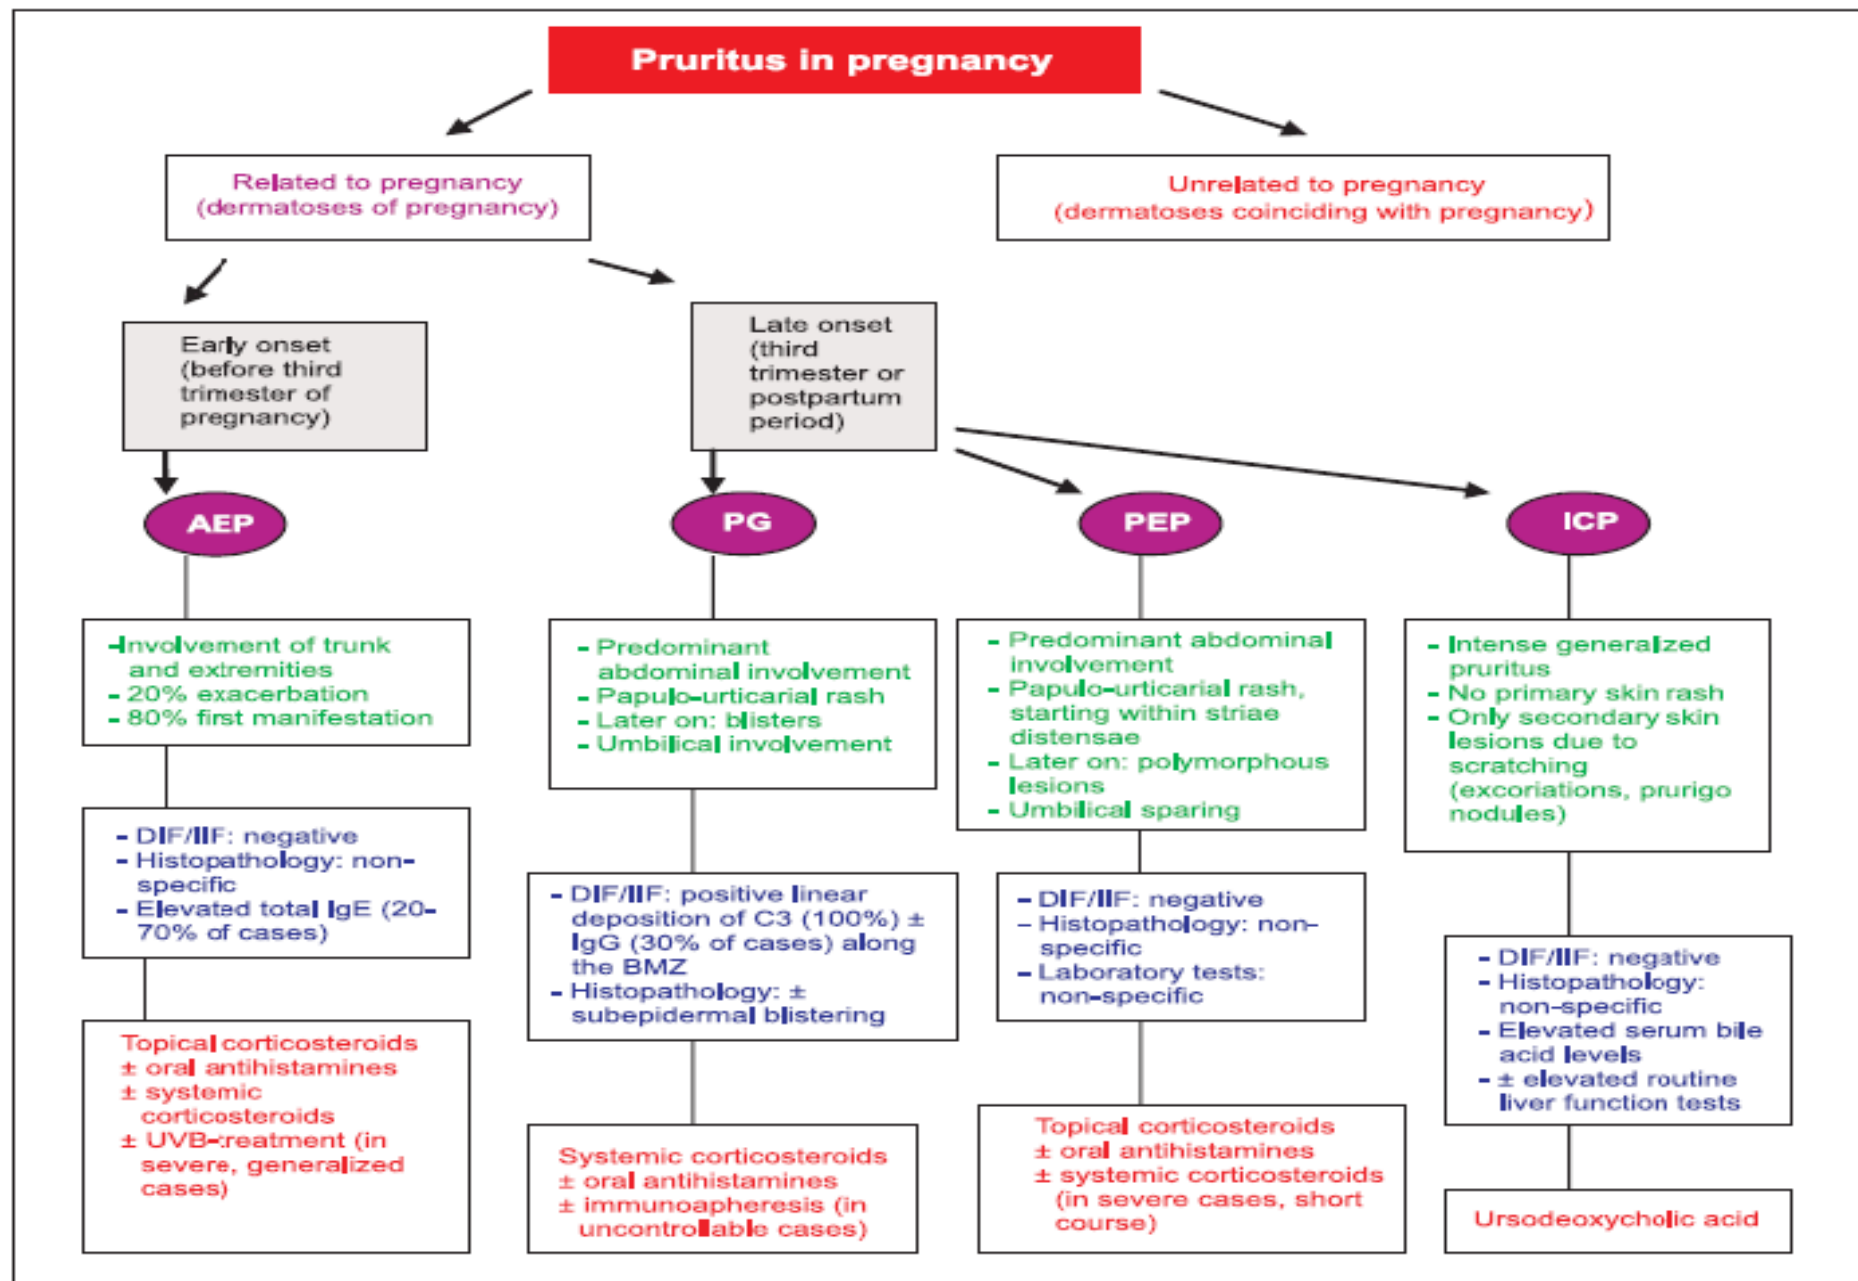 Pruritus in pregnancy
Related to pregnancy
(dermatoses of pregnancy)
Unrelated to pregnancy
(dermatoses coinciding with pregnancy)
Early onset
(before third
trimester of
pregnancy)
Late onset
(third
trimester or
postpartum
period)
AEP
PG
PEP
ICP
-Involvement of trunk
and extremities
- 20% exacerbation
- 80% first manifestation
- Predominant
abdominal involvement
- Papulo-urticarial rash
- Later on: blisters
- Umbilical involvement
- Predominant abdominal
involvement
- Papulo-urticarial rash,
starting within striae
distensae
- Later on: polymorphous
lesions
- Umbilical sparing
- Intense generalized
pruritus
- No primary skin rash
- Only secondary skin
lesions due to
scratching
(excoriations, prurigo
nodules)
- DIF/IIF: negative
- Histopathology: non-
specific
- Elevated total IgE (20-
70% of cases)
- DIF/IIF: positive linear
deposition of C3 (100%) ±
IgG (30% of cases) along
the BMZ
- Histopathology: ±
subepidermal blistering
- DIF/IIF: negative
- Histopathology: non-
specific
- Laboratory tests:
non-specific
- DIF/IIF: negative
- Histopathology:
non-specific
- Elevated serum bile
acid levels
- ± elevated routine
liver function tests
Topical corticosteroids
± oral antihistamines
± systemic
corticosteroids
± UVB-treatment (in
severe, generalized
cases)
Systemic corticosteroids
± oral antihistamines
± immunoapheresis (in
uncontrollable cases)
Topical corticosteroids
± oral antihistamines
± systemic corticosteroids
(in severe cases, short
course)
Ursodeoxycholic acid